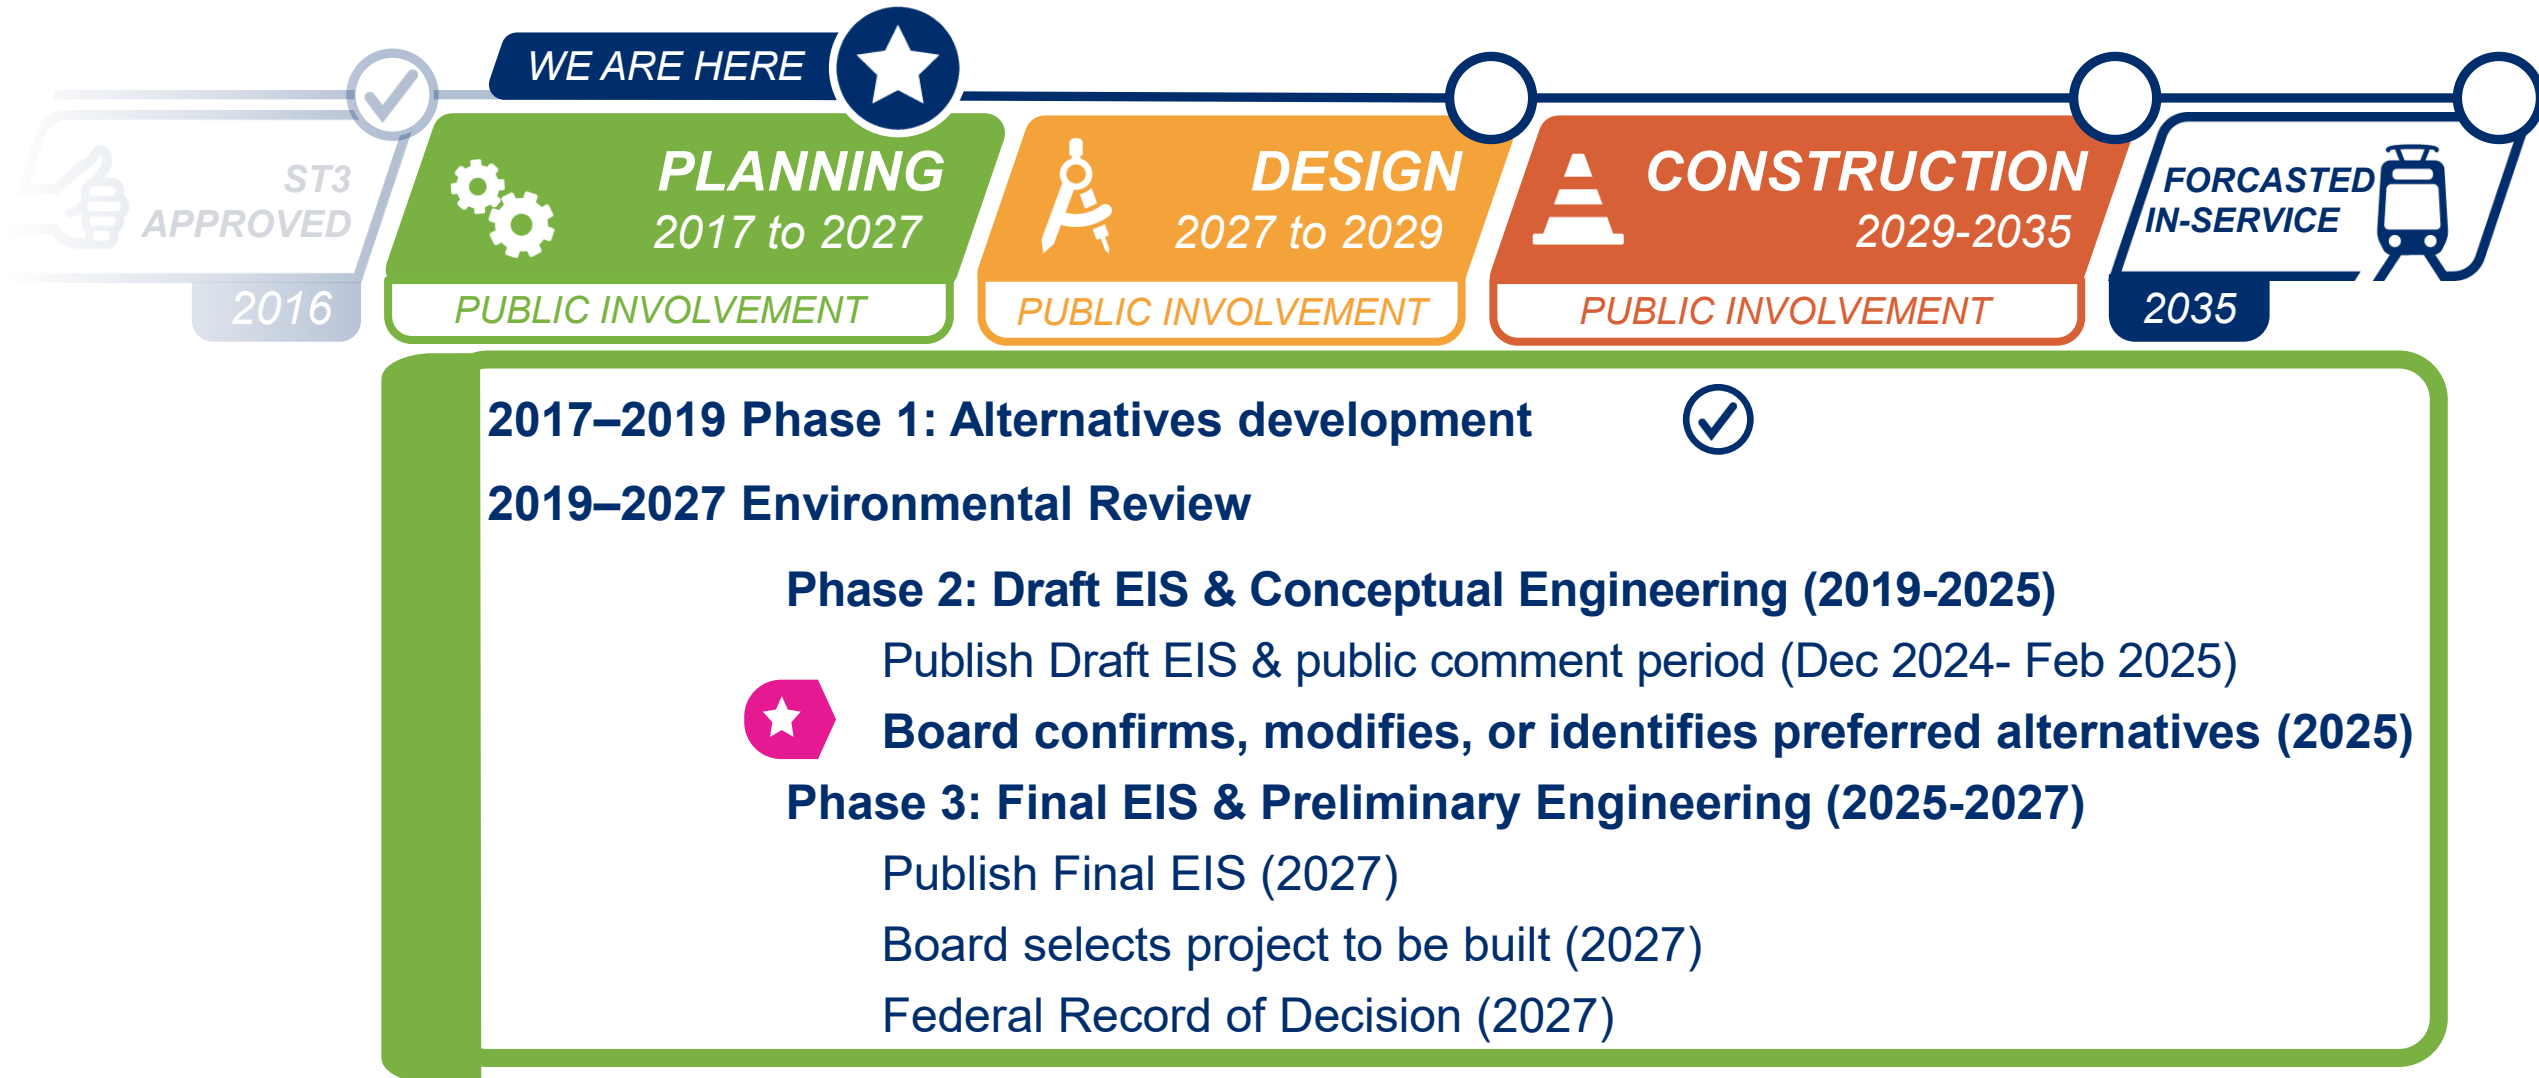 WE ARE HERE
ST3
APPROVED
2016
PLANNING
2017 to 2027
PUBLIC INVOLVEMENT
DESIGN
2027 to 2029
PUBLIC INVOLVEMENT
CONSTRUCTION
2029-2035
PUBLIC INVOLVEMENT
FORCASTED
IN-SERVICE
2035
2017–2019 Phase 1: Alternatives development
2019–2027 Environmental Review
Phase 2: Draft EIS & Conceptual Engineering (2019-2025)
Publish Draft EIS & public comment period (Dec 2024- Feb 2025)
Board confirms, modifies, or identifies preferred alternatives (2025)
Phase 3: Final EIS & Preliminary Engineering (2025-2027)
Publish Final EIS (2027)
Board selects project to be built (2027)
Federal Record of Decision (2027)